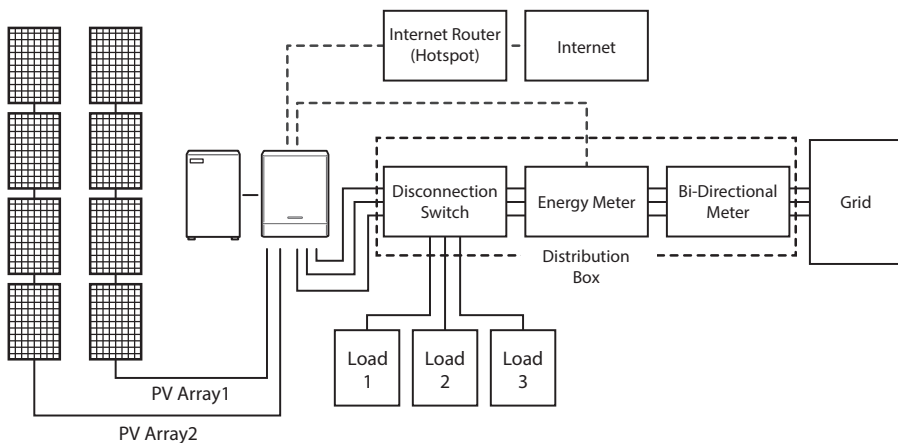 Internet Router
(Hotspot)
Internet
Disconnection
Switch
Energy Meter
Bi-Directional
Meter
Grid
Distribution
Box
Load
1
Load
2
Load
3
PV Array1
PV Array2